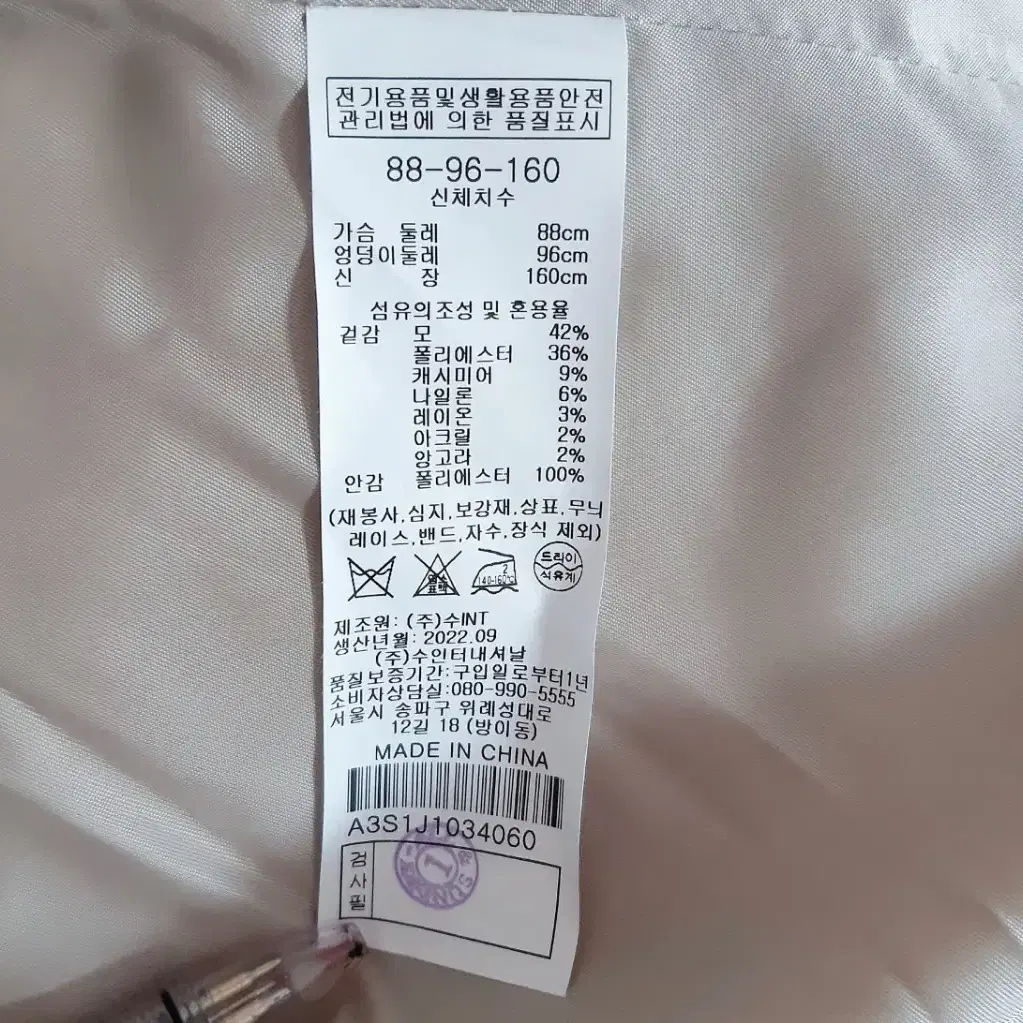 전기용품및생활용품안전
관리법에 의한 품질표시
88-96-160
신체치수
가슴 둘레 88cm
엉덩이둘레 96cm
신 장 160cm
섬유의조성 및 혼용율
겉감 모 42%
폴리에스터 36%
캐시미어 9%
나일론 6%
레이온 3%
아크릴 2%
앙고라 2%
안감 폴리에스터 100%
(재봉사,심지,보강재,상표,무늬
레이스,밴드,자수,장식 제외)
염소
표백
2
140-160℃
드라이
석유계
제조원: (주)수INT
생산년월: 2022.09
(주)수인터내셔날
품질보증기간:구입일로부터1년
소비자상담실:080-990-5555
서울시 송파구 위례성대로
12길 18 (방이동)
MADE IN CHINA
A3S1J1034060
검사필
1